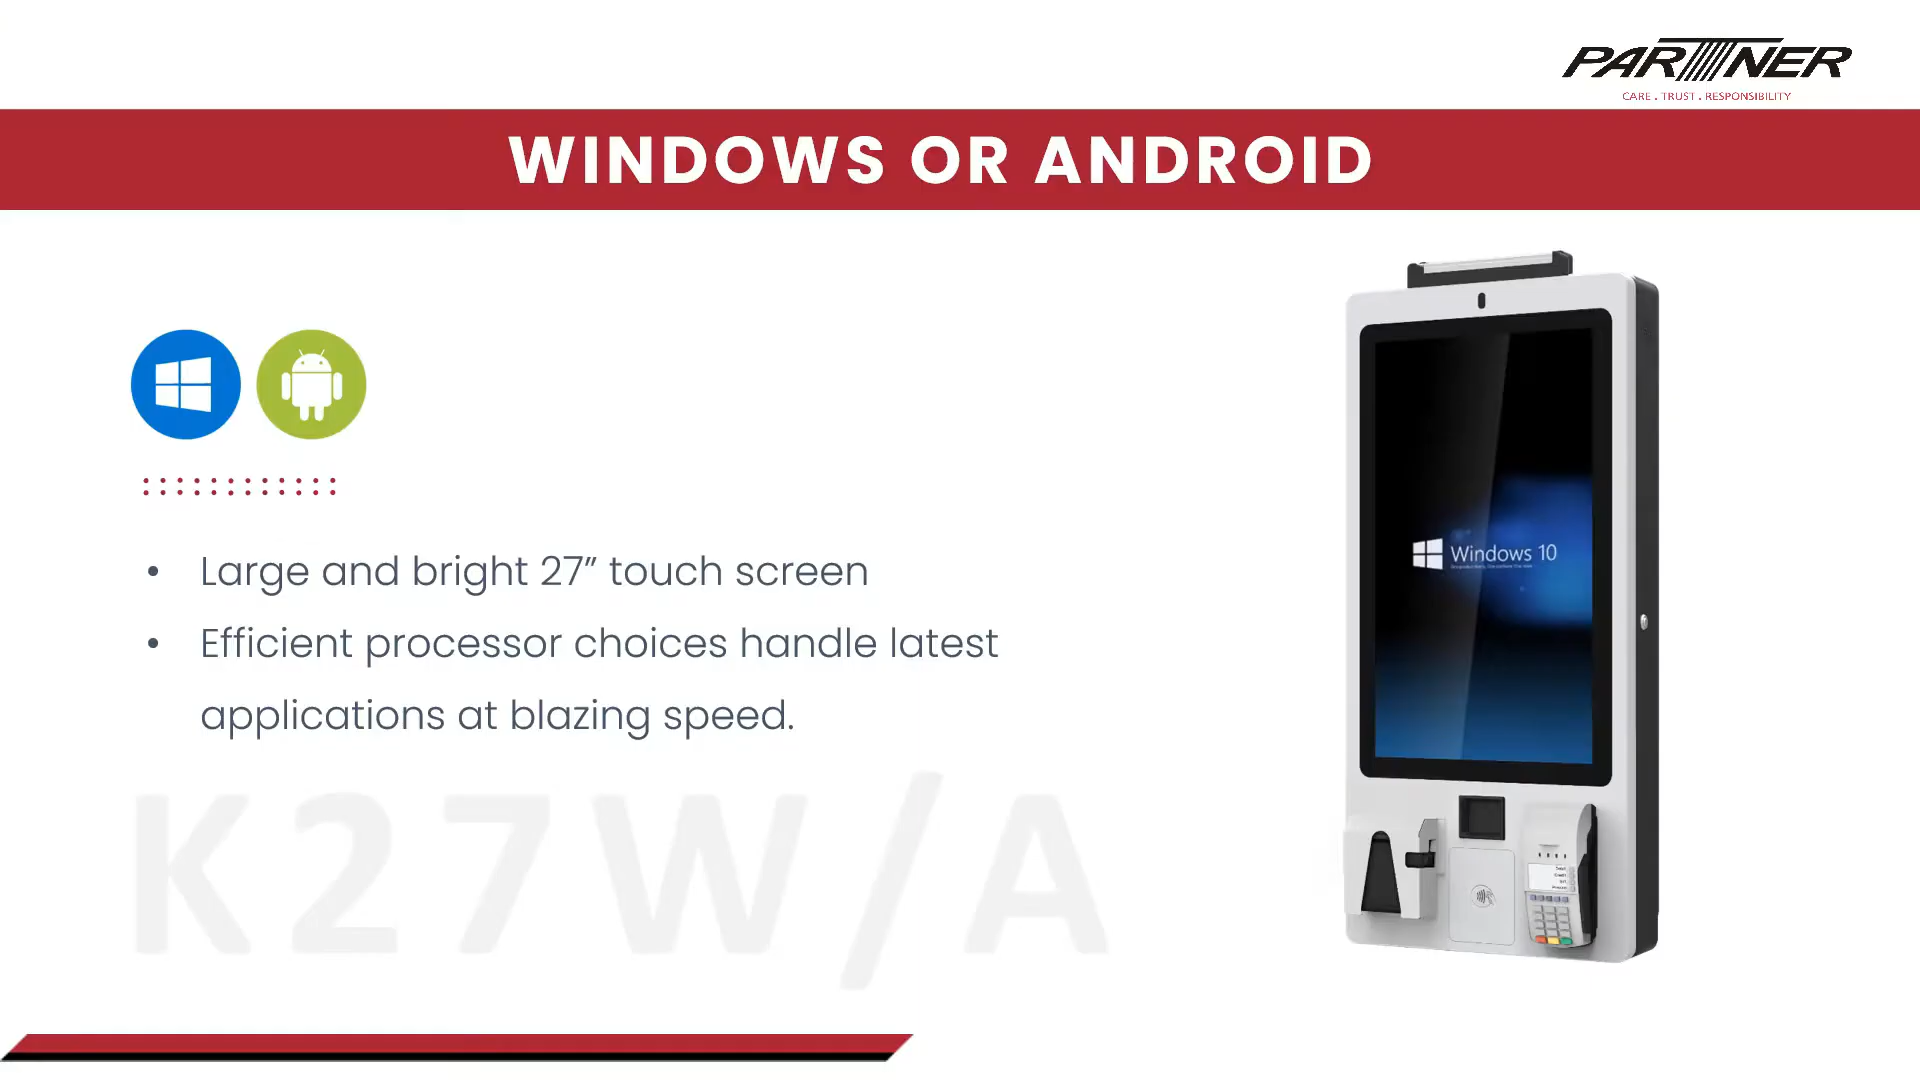 PARTNER
CARE . TRUST . RESPONSIBILITY
WINDOWS OR ANDROID
• Large and bright 27” touch screen
• Efficient processor choices handle latest
applications at blazing speed.
Windows 10
K27W/A